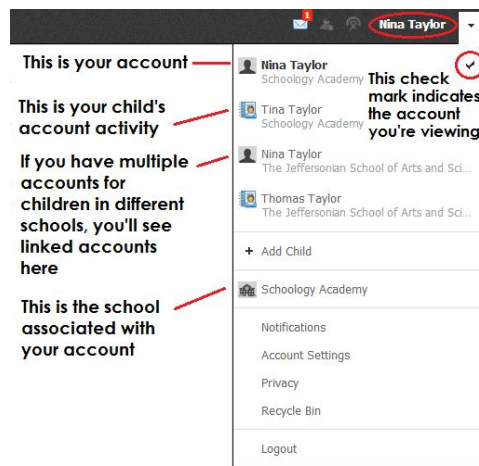 1
Nina Taylor
This is your account
Nina Taylor
Schoology Academy
This check
mark indicates
the account
you're viewing
This is your child's
account activity
Tina Taylor
Schoology Academy
If you have multiple
accounts for
children in different
schools, you'll see
linked accounts
here
Nina Taylor
The Jeffersonian School of Arts and Sci...
Thomas Taylor
The Jeffersonian School of Arts and Sci...
+ Add Child
This is the school
associated with
your account
Schoology Academy
Notifications
Account Settings
Privacy
Recycle Bin
Logout